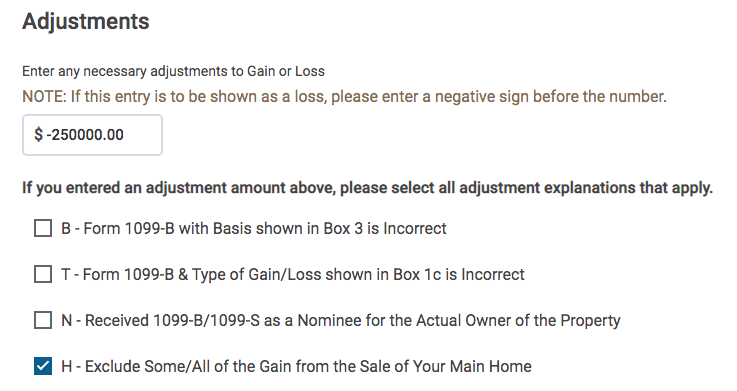 Adjustments
Enter any necessary adjustments to Gain or Loss
NOTE: If this entry is to be shown as a loss, please enter a negative sign before the number.
$ -250000.00
If you entered an adjustment amount above, please select all adjustment explanations that apply.
B - Form 1099-B with Basis shown in Box 3 is Incorrect
T - Form 1099-B & Type of Gain/Loss shown in Box 1c is Incorrect
N - Received 1099-B/1099-S as a Nominee for the Actual Owner of the Property
H - Exclude Some/All of the Gain from the Sale of Your Main Home